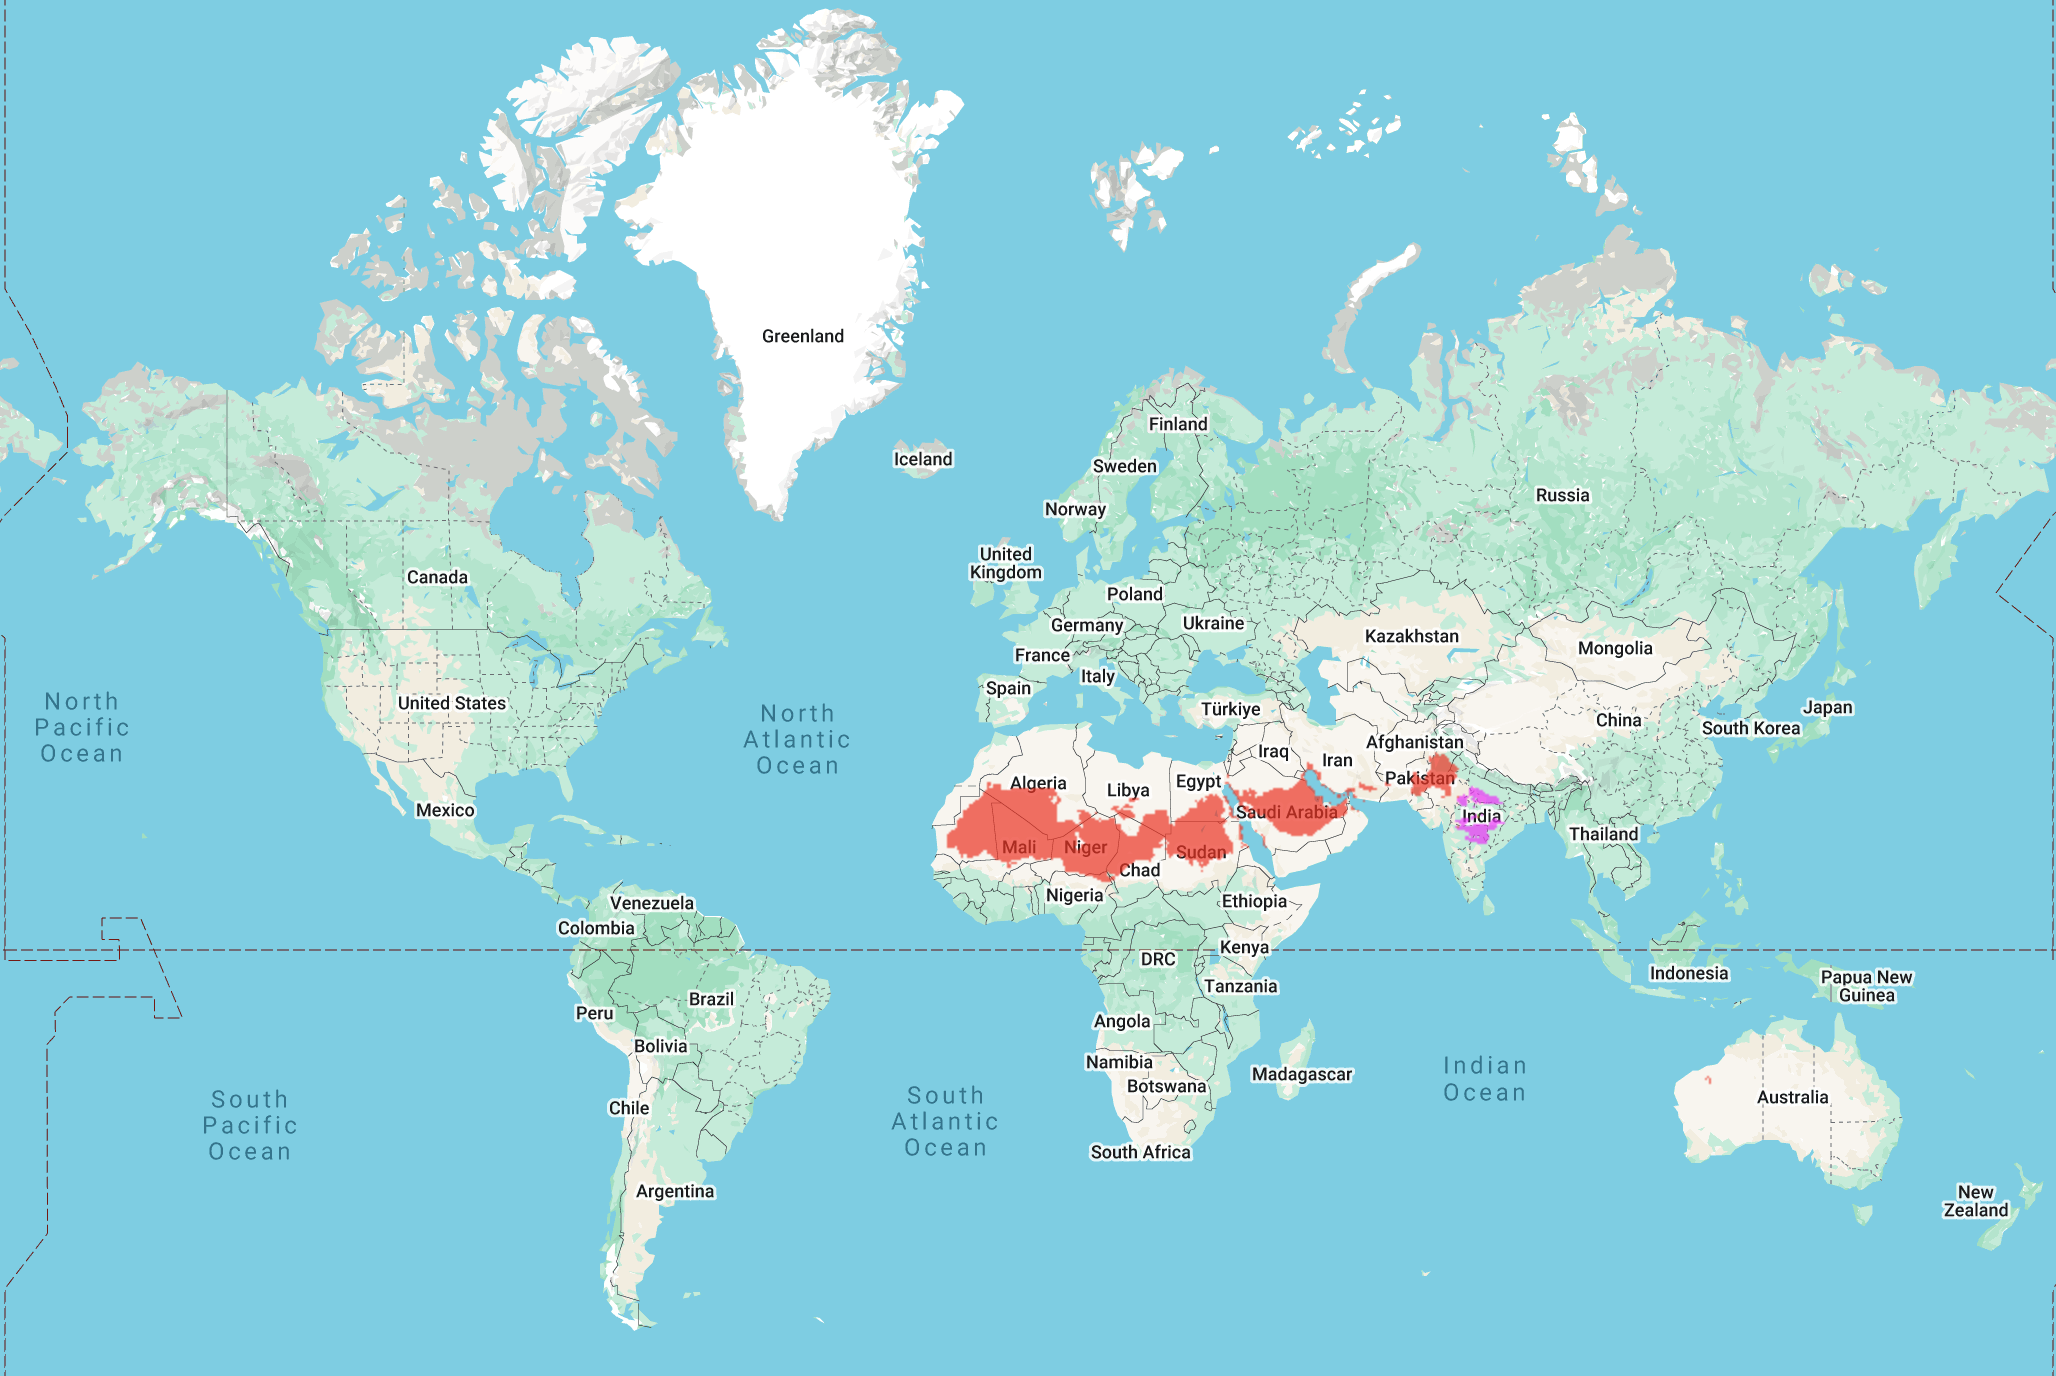 Greenland
Iceland
Finland
Sweden
Norway
Russia
United
Kingdom
Canada
Poland
Germany
Ukraine
Kazakhstan
Mongolia
France
Italy
Spain
United States
Türkiye
China
Japan
South Korea
North
Pacific
Ocean
North
Atlantic
Ocean
Iraq
Iran
Afghanistan
Pakistan
Algeria
Libya
Egypt
Saudi Arabia
India
Mexico
Thailand
Mali
Niger
Sudan
Chad
Nigeria
Ethiopia
Venezuela
Colombia
Kenya
DRC
Tanzania
Indonesia
Papua New
Guinea
Brazil
Peru
Bolivia
Angola
Namibia
Botswana
Madagascar
Indian
Ocean
Australia
Chile
South
Pacific
Ocean
South
Atlantic
Ocean
South Africa
Argentina
New
Zealand